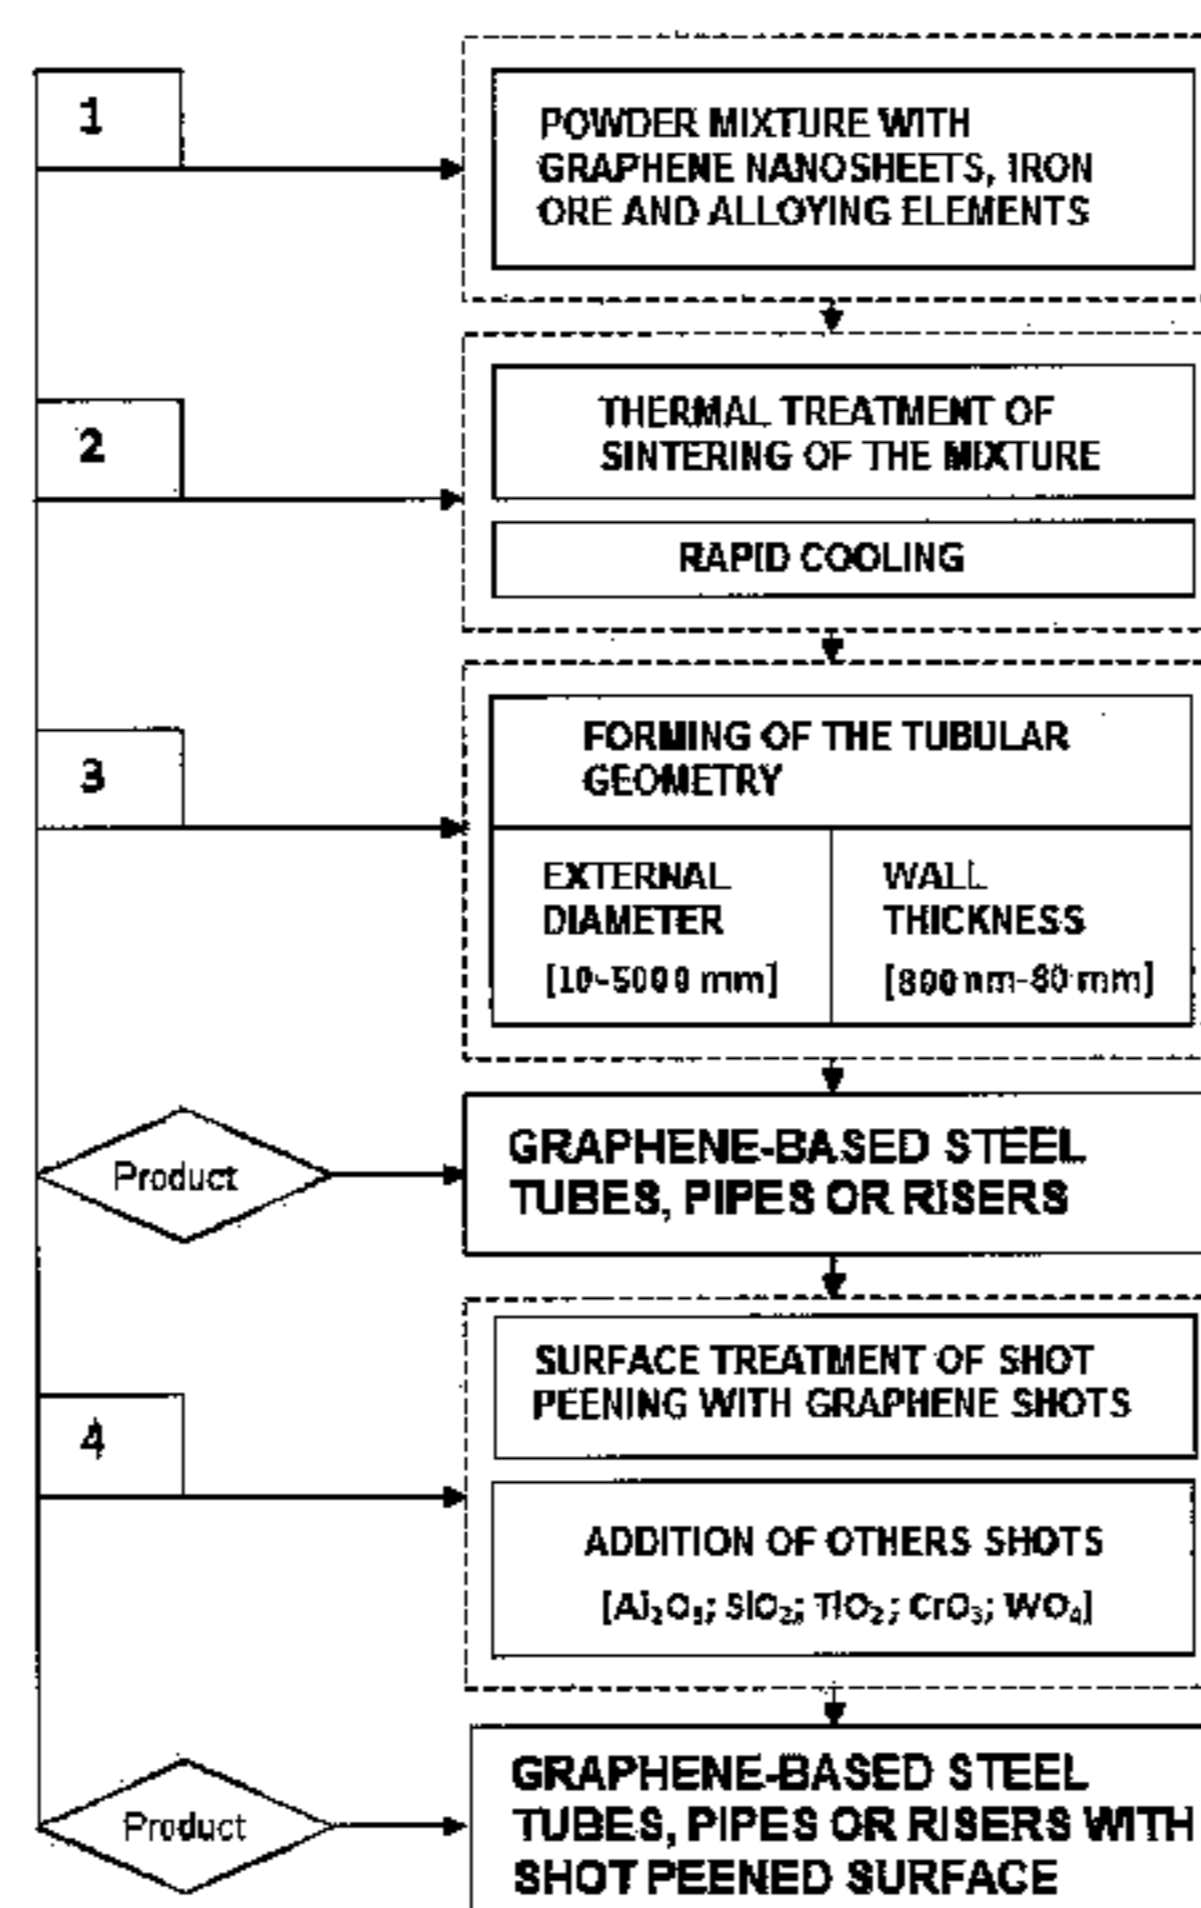 1
POWDER MIXTURE WITH
GRAPHENE NANOSHEETS, IRON
ORE AND ALLOYING ELEMENTS
2
THERMAL TREATMENT OF
SINTERING OF THE MIXTURE
RAPID COOLING
3
FORMING OF THE TUBULAR
GEOMETRY
EXTERNAL
DIAMETER
[10-5000 mm]
WALL
THICKNESS
[800 nm-80 mm]
Product
GRAPHENE-BASED STEEL
TUBES, PIPES OR RISERS
4
SURFACE TREATMENT OF SHOT
PEENING WITH GRAPHENE SHOTS
ADDITION OF OTHERS SHOTS
[Al₂O₃; SiO₂; TiO₂; CrO₃; WO₄]
Product
GRAPHENE-BASED STEEL
TUBES, PIPES OR RISERS WITH
SHOT PEENED SURFACE